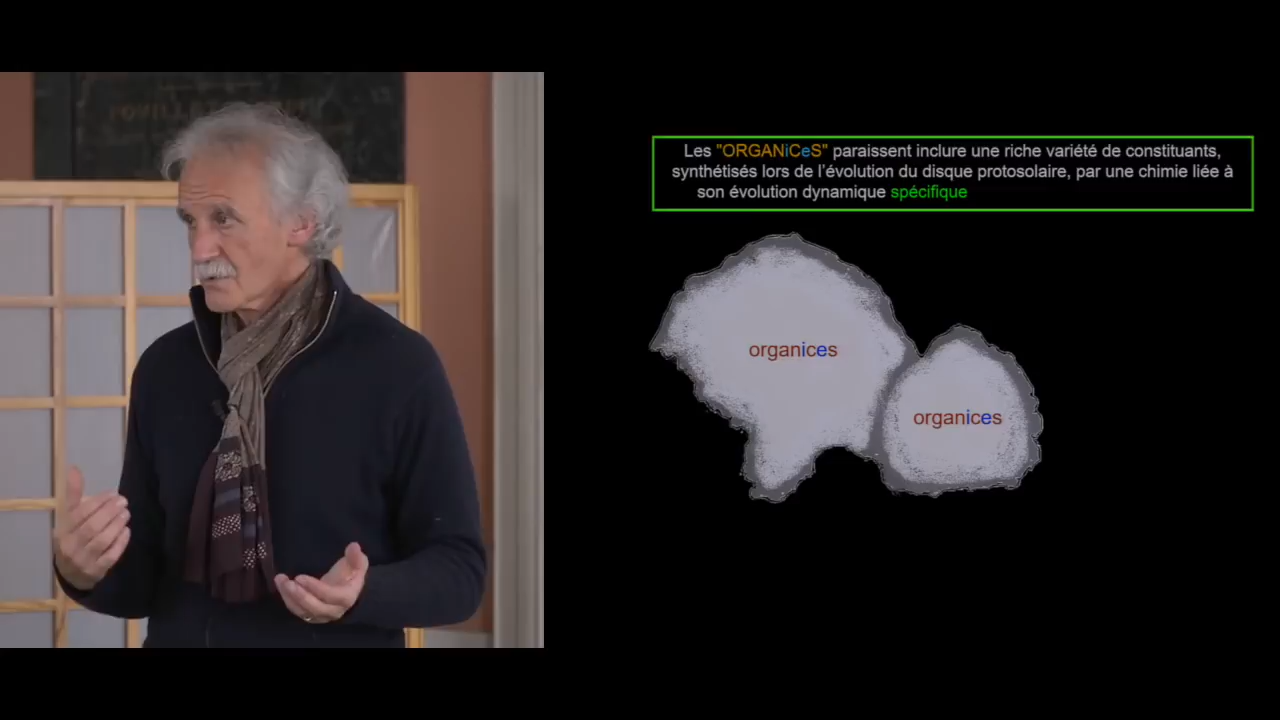 Les "ORGANiCeS" paraissent inclure une riche variété de constituants,
synthétisés lors de l'évolution du disque protosolaire, par une chimie liée à
son évolution dynamique spécifique
organices
organices